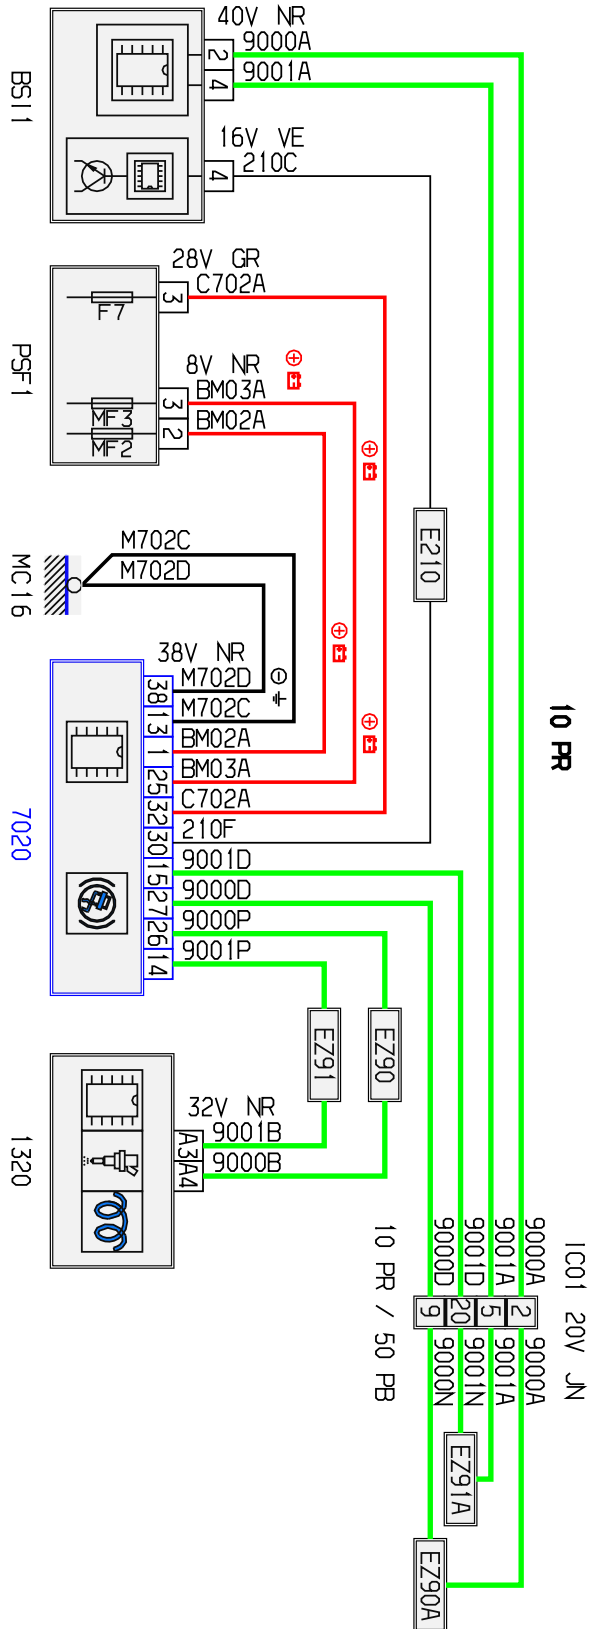 40V NR
9000A
2
9001A
4
BSI1
16V VE
210C
4
28V GR
C702A
3
F7
PSF1
8V NR
BM03A
3
MF3
BM02A
2
MF2
E210
M702C
M702D
MC16
38V NR
38 M702D
13 M702C
1 BM02A
25 BM03A
32 C702A
30 210F
15 9001D
27 9000D
26 9000P
14 9001P
7020
10 PR
EZ91
EZ90
32V NR
A3 9001B
A4 9000B
1320
IC01 20V JN
9000D 9001D 9001A 9000A
9 20 5 2
9000N 9001N 9001A 9000A
10 PR / 50 PB
EZ91A
EZ90A